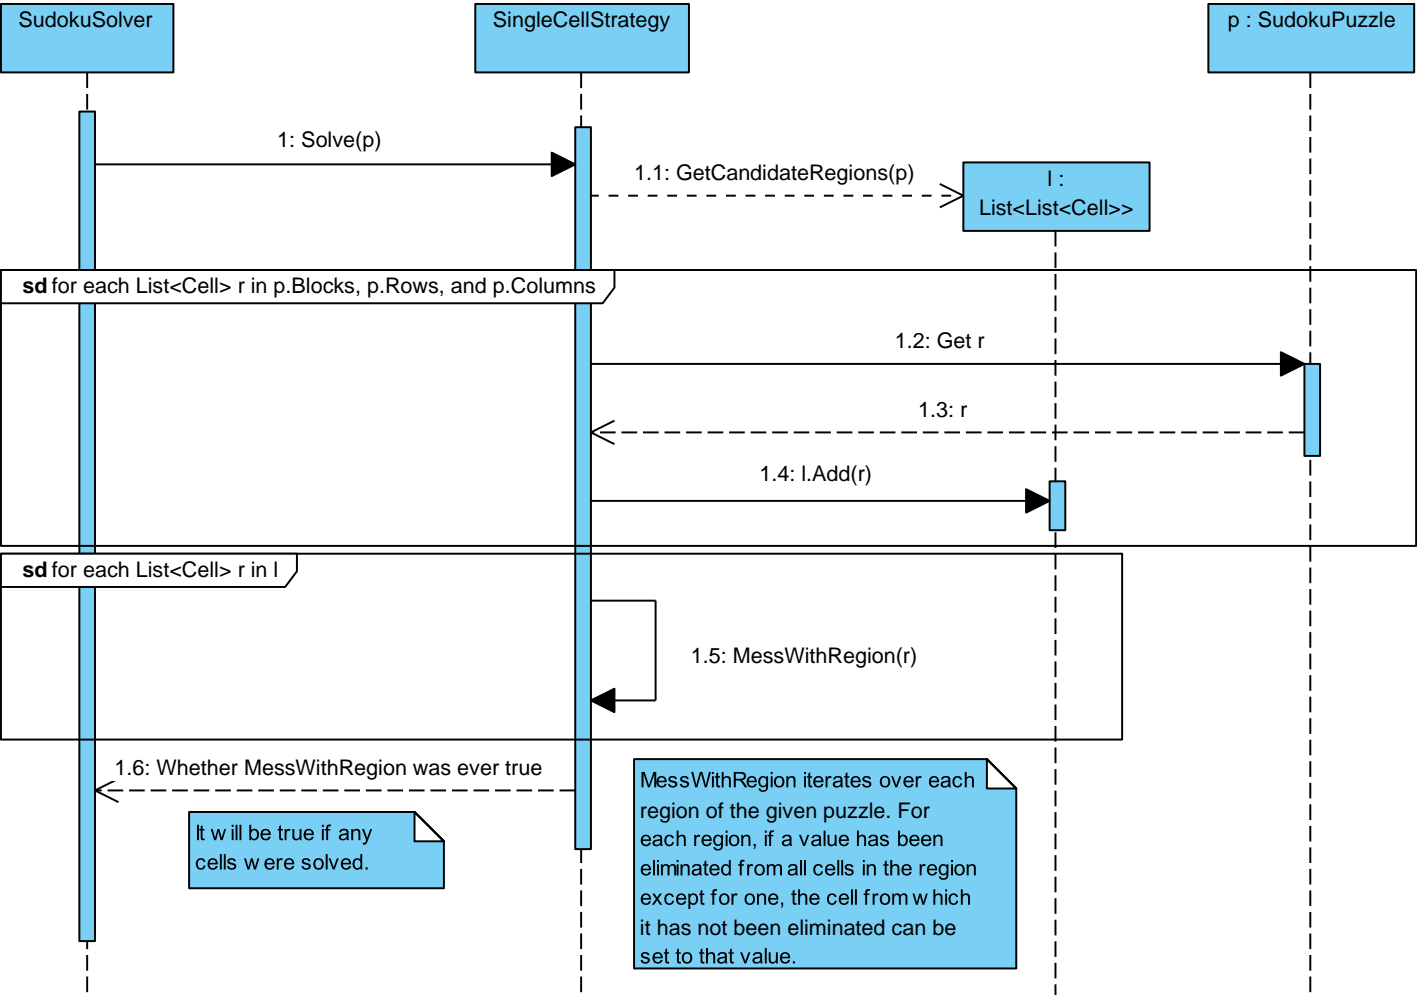 SudokuSolver
SingleCellStrategy
p : SudokuPuzzle
1: Solve(p)
1.1: GetCandidateRegions(p)
l :
List<List<Cell>>
sd for each List<Cell> r in p.Blocks, p.Rows, and p.Columns
1.2: Get r
1.3: r
1.4: l.Add(r)
sd for each List<Cell> r in l
1.5: MessWithRegion(r)
1.6: Whether MessWithRegion was ever true
It will be true if any
cells were solved.
MessWithRegion iterates over each
region of the given puzzle. For
each region, if a value has been
eliminated from all cells in the region
except for one, the cell from which
it has not been eliminated can be
set to that value.